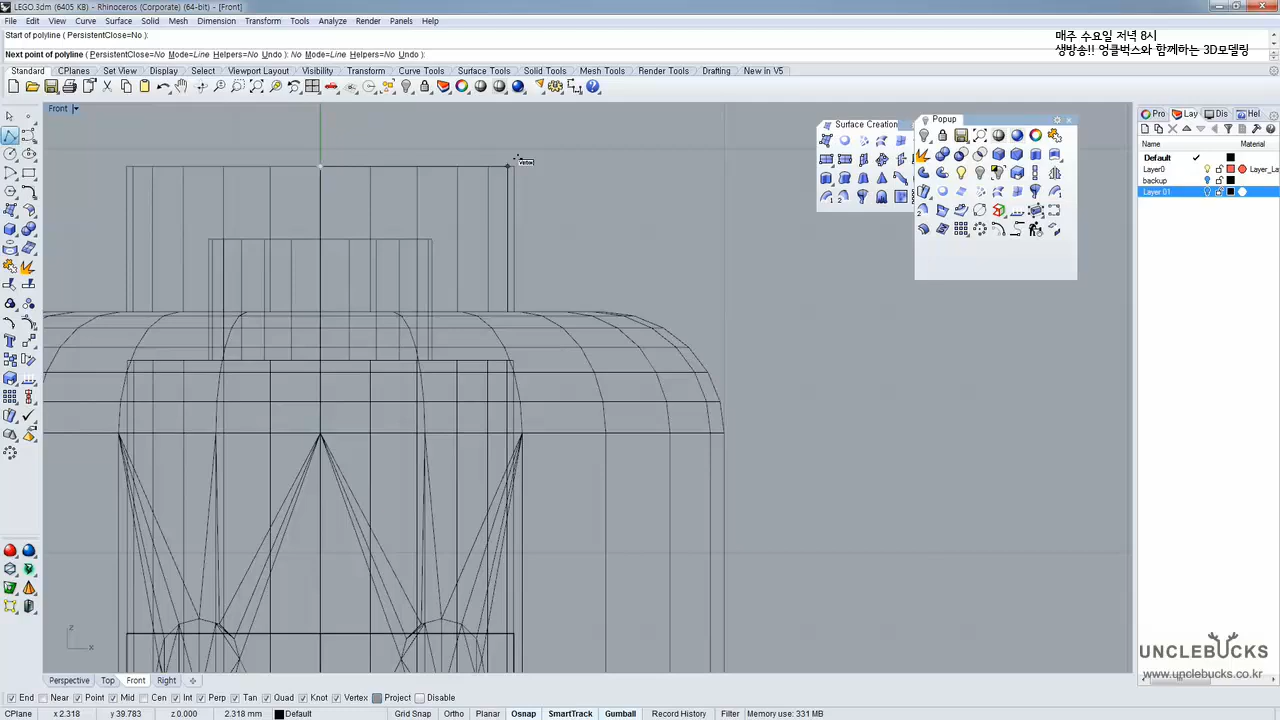 LEGO.3dm (6405 KB) - Rhinoceros (Corporate) (64-bit) - [Front]
File Edit View Curve Surface Solid Mesh Dimension Transform Tools Analyze Render Panels Help
Start of polyline ( PersistentClose=No ):
Next point of polyline ( PersistentClose=No Mode=Line Helpers=No Undo ): No Mode=Line Helpers=No Undo ):
매주 수요일 저녁 8시
생방송!! 엉클벅스와 함께하는 3D모델링
Standard CPlanes Set View Display Select Viewport Layout Visibility Transform Curve Tools Surface Tools Solid Tools Mesh Tools Render Tools Drafting New in V5
Front
Surface Creation
Popup
Pro Lay Dis Hel
Name Material
Default
Layer0 Layer_La
backup
Layer 01
Vertex
z
x
UNCLEBUCKS
www.unclebucks.co.kr
Perspective Top Front Right
End Near Point Mid Cen Int Perp Tan Quad Knot Vertex Project Disable
CPlane x 2.318 y 39.783 z 0.000 2.318 mm Default Grid Snap Ortho Planar Osnap SmartTrack Gumball Record History Filter Memory use: 331 MB